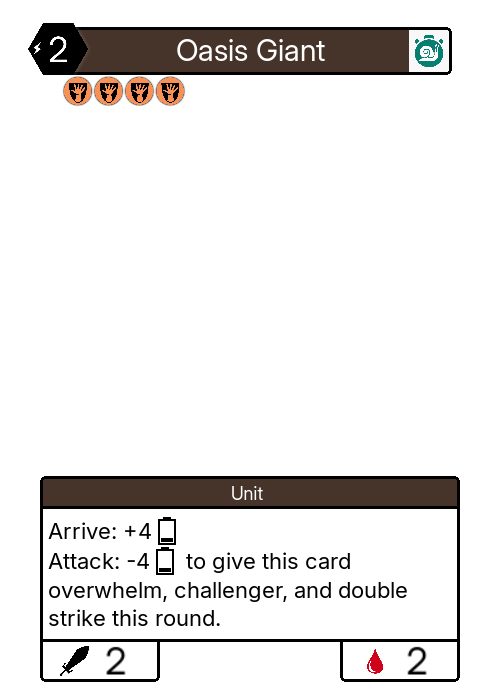 2 Oasis Giant
Unit
Arrive: +4
Attack: -4 to give this card
overwhelm, challenger, and double
strike this round.
2 2